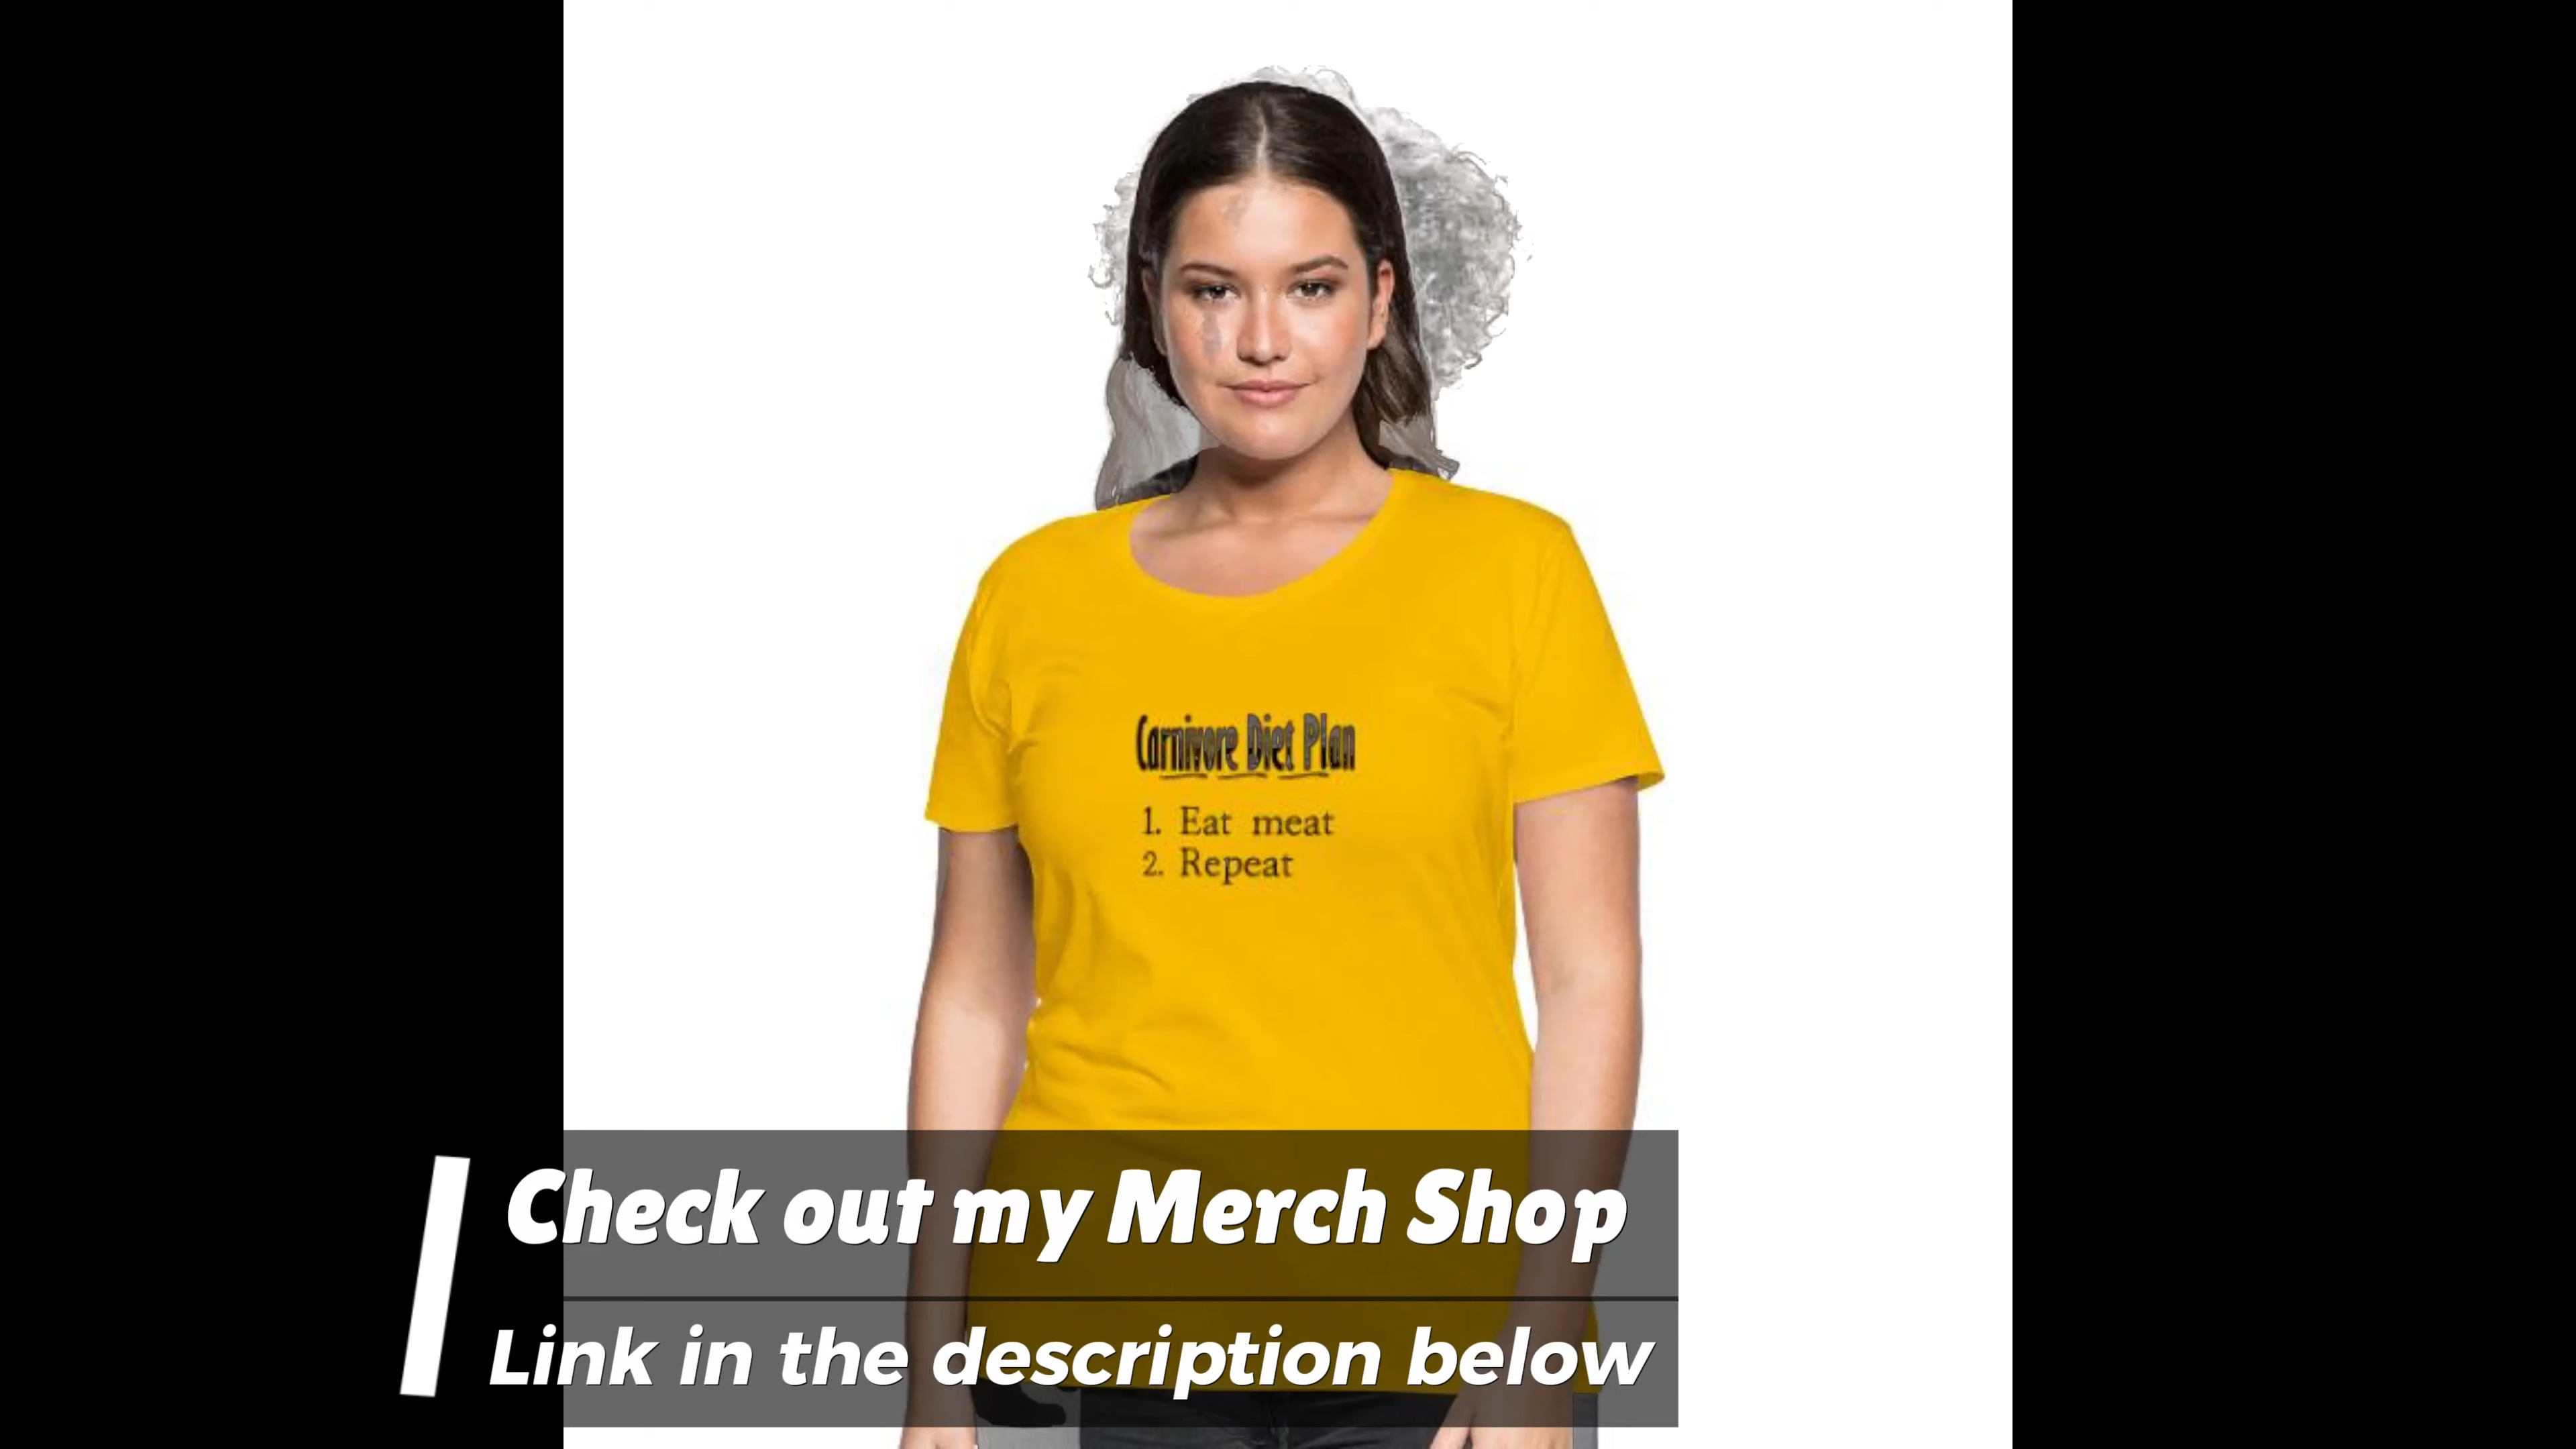 Carnivore Diet Plan
1. Eat meat
2. Repeat
Check out my Merch Shop
Link in the description below